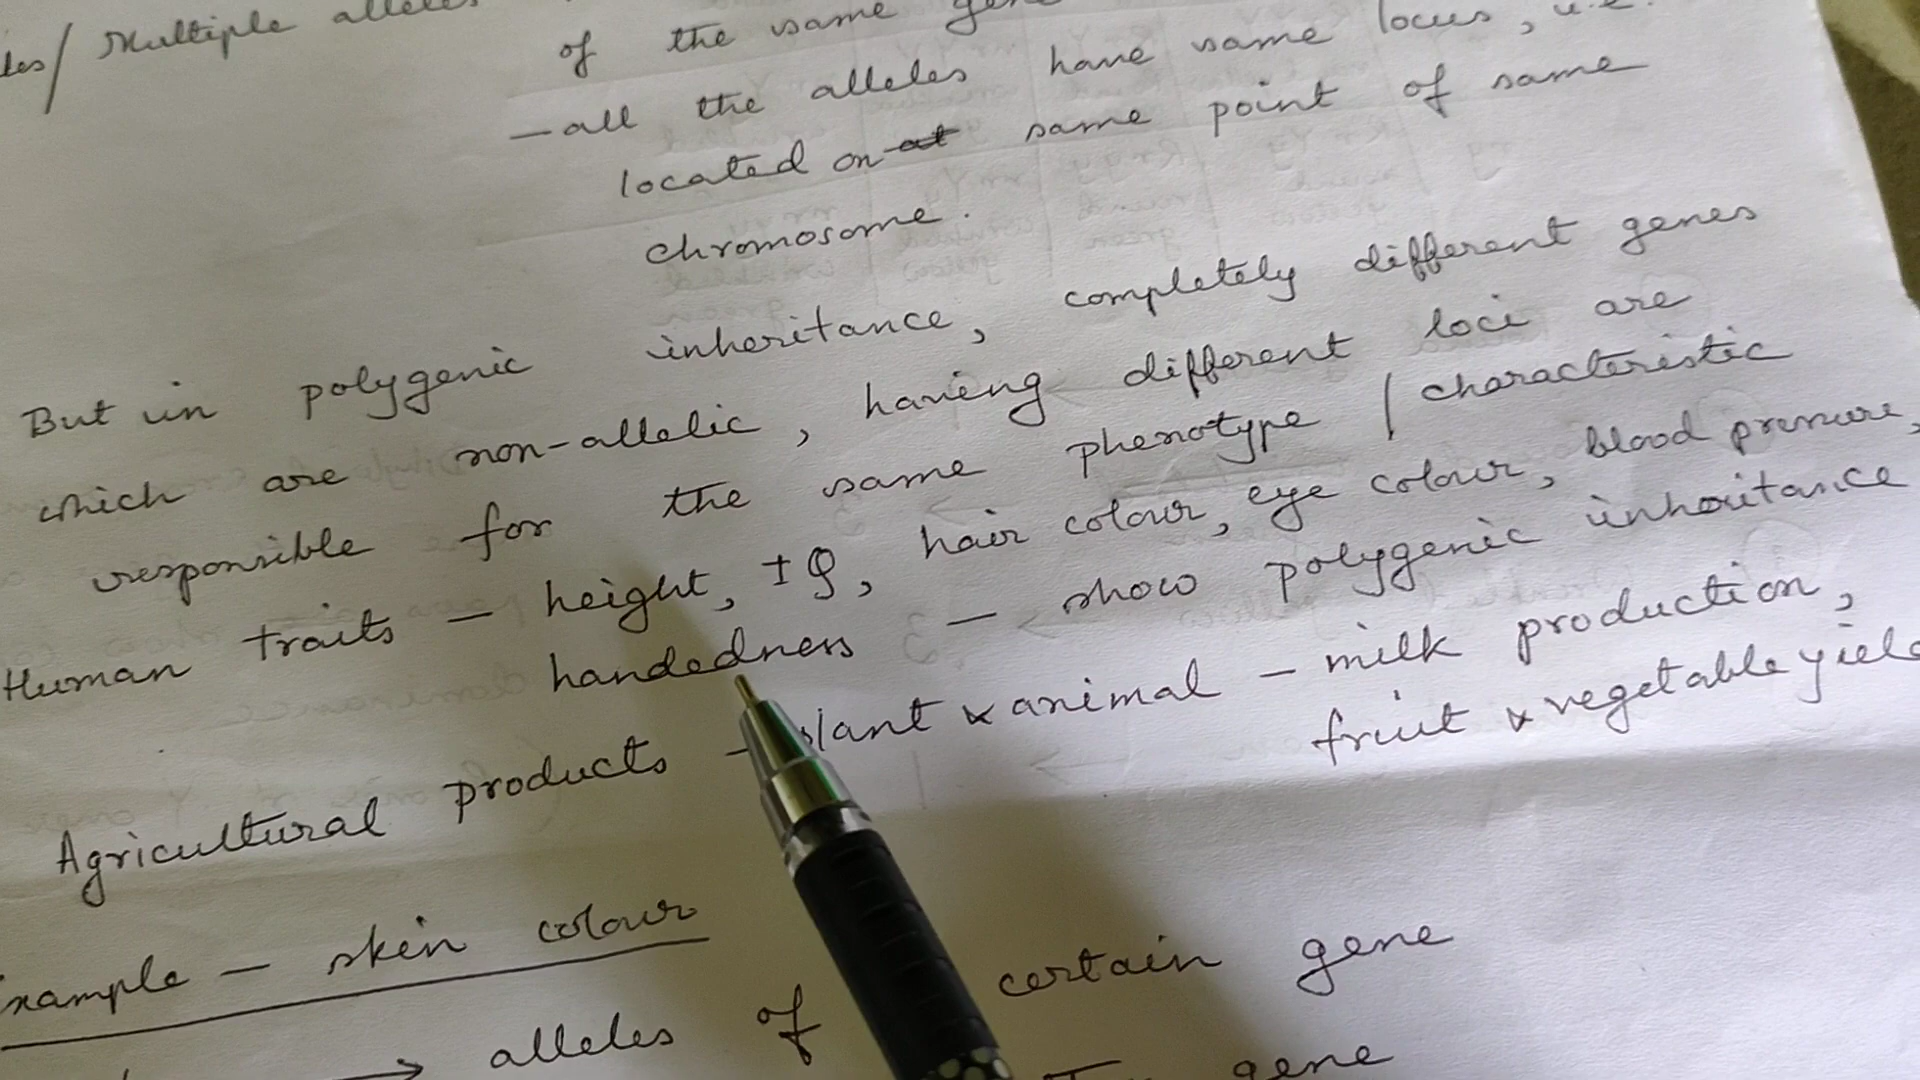 les/ Multiple alleles
of the same gene
- all the alleles have same locus, i.e.
located on at same point of same
chromosome.
But in polygenic inheritance, completely different genes
which are non-allelic, having different loci are
responsible for the same phenotype / characteristic
Human traits - height, IQ, hair colour, eye colour, blood pressure,
handedness - show polygenic inheritance
Agricultural products - plant & animal - milk production,
fruit & vegetable yield
Example - skin colour
→ alleles of certain gene
gene